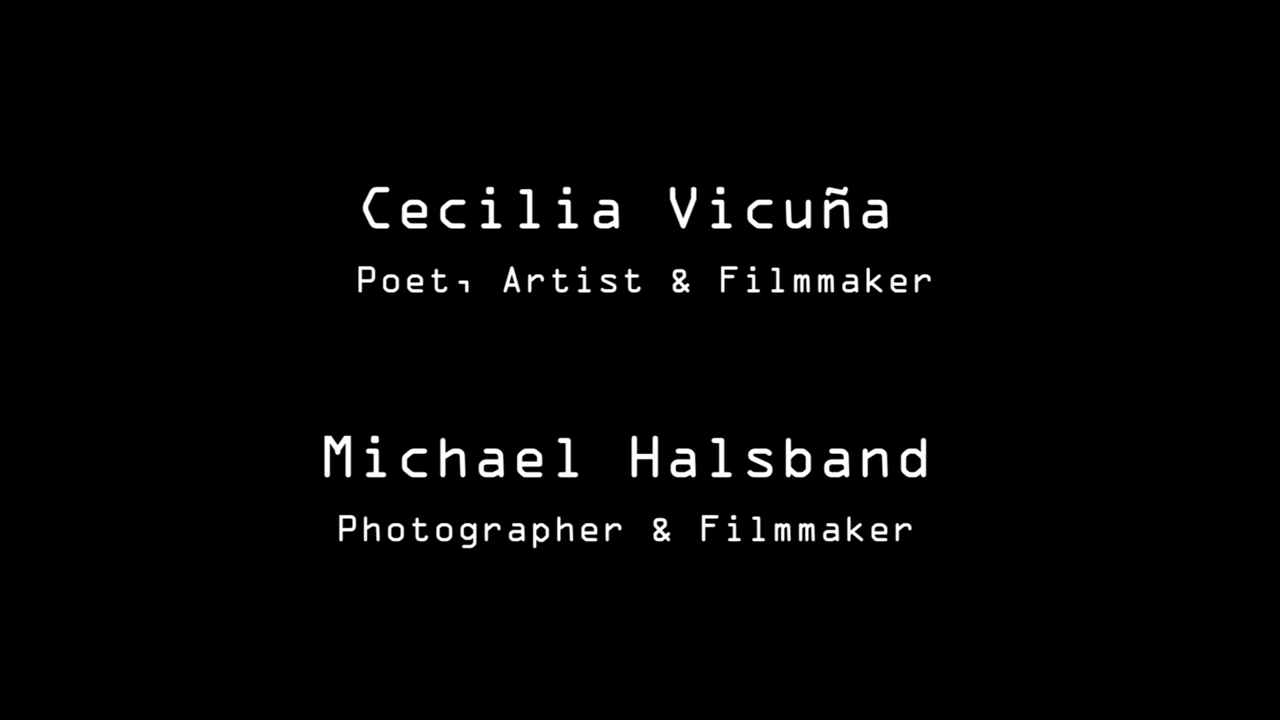 Cecilia Vicuña
Poet, Artist & Filmmaker
Michael Halsband
Photographer & Filmmaker